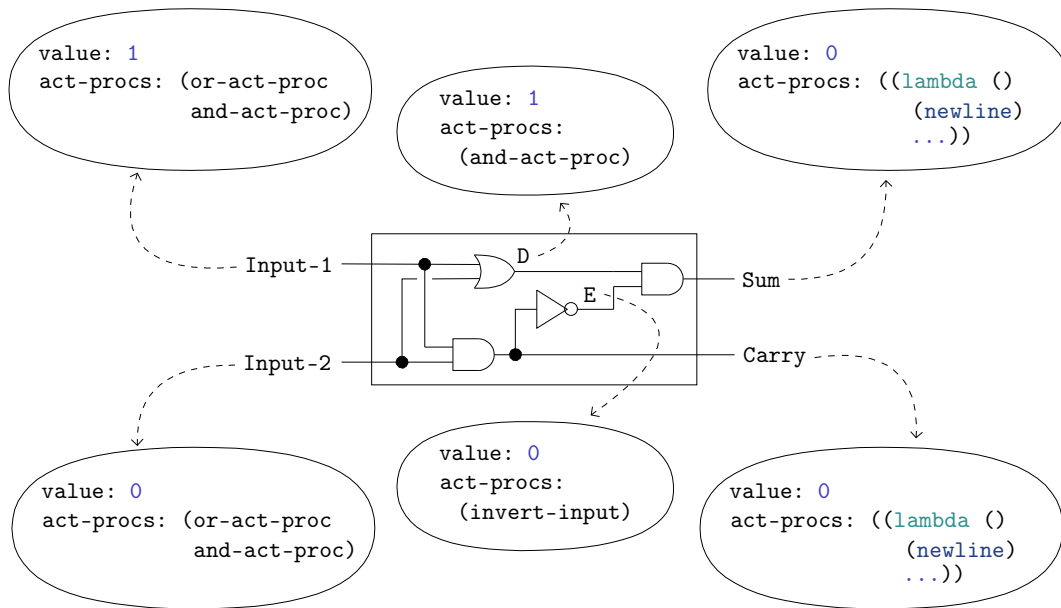 value: 1
act-procs: (or-act-proc
and-act-proc)
value: 1
act-procs:
(and-act-proc)
value: 0
act-procs: ((lambda ()
(newline)
...))
Input-1
D
E
Sum
Input-2
Carry
value: 0
act-procs: (or-act-proc
and-act-proc)
value: 0
act-procs:
(invert-input)
value: 0
act-procs: ((lambda ()
(newline)
...))